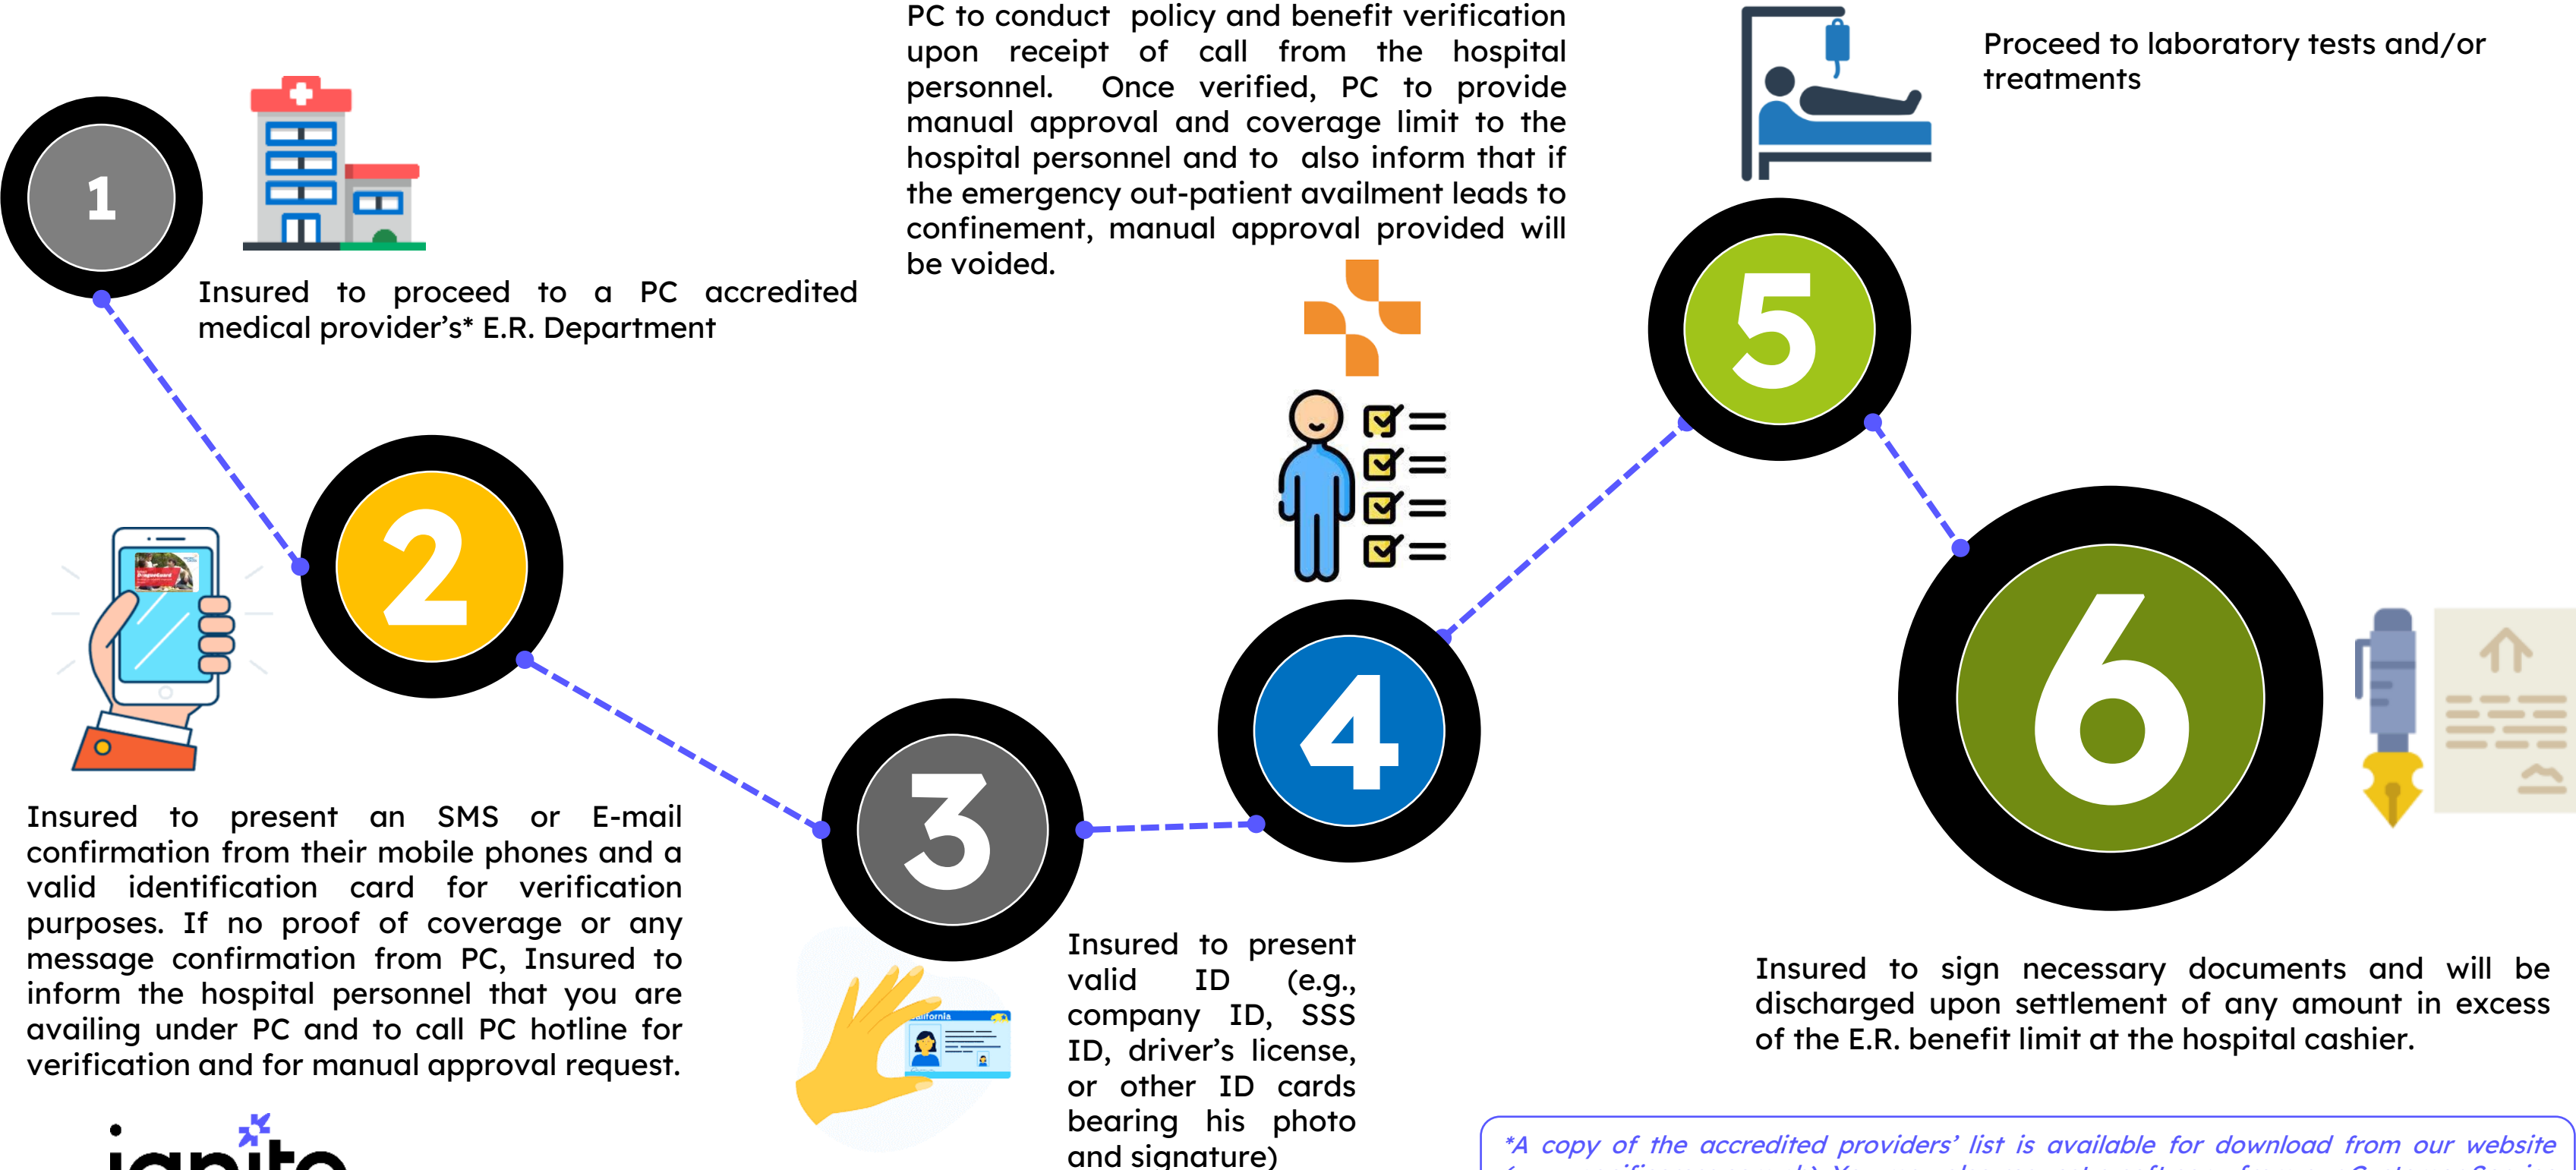 1
Insured to proceed to a PC accredited
medical provider's* E.R. Department
2
Insured to present an SMS or E-mail
confirmation from their mobile phones and a
valid identification card for verification
purposes. If no proof of coverage or any
message confirmation from PC, Insured to
inform the hospital personnel that you are
availing under PC and to call PC hotline for
verification and for manual approval request.
3
Insured to present
valid ID (e.g.,
company ID, SSS
ID, driver's license,
or other ID cards
bearing his photo
and signature)
PC to conduct policy and benefit verification
upon receipt of call from the hospital
personnel. Once verified, PC to provide
manual approval and coverage limit to the
hospital personnel and to also inform that if
the emergency out-patient availment leads to
confinement, manual approval provided will
be voided.
4
Proceed to laboratory tests and/or
treatments
5
6
Insured to sign necessary documents and will be
discharged upon settlement of any amount in excess
of the E.R. benefit limit at the hospital cashier.
ignite
*A copy of the accredited providers' list is available for download from our website